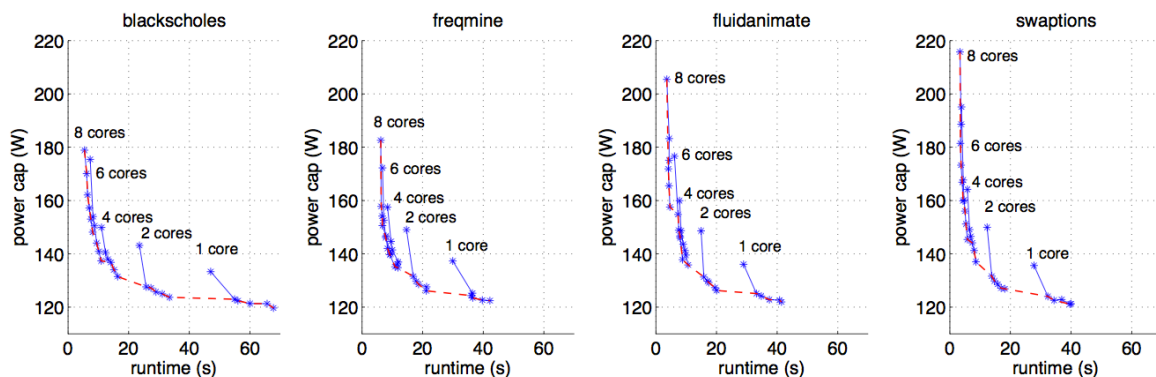 blackscholes
220
200
180
160
140
120
power cap (W)
8 cores
6 cores
4 cores
2 cores
1 core
0 20 40 60
runtime (s)
freqmine
220
200
180
160
140
120
power cap (W)
8 cores
6 cores
4 cores
2 cores
1 core
0 20 40 60
runtime (s)
fluidanimate
220
200
180
160
140
120
power cap (W)
8 cores
6 cores
4 cores
2 cores
1 core
0 20 40 60
runtime (s)
swaptions
220
200
180
160
140
120
power cap (W)
8 cores
6 cores
4 cores
2 cores
1 core
0 20 40 60
runtime (s)